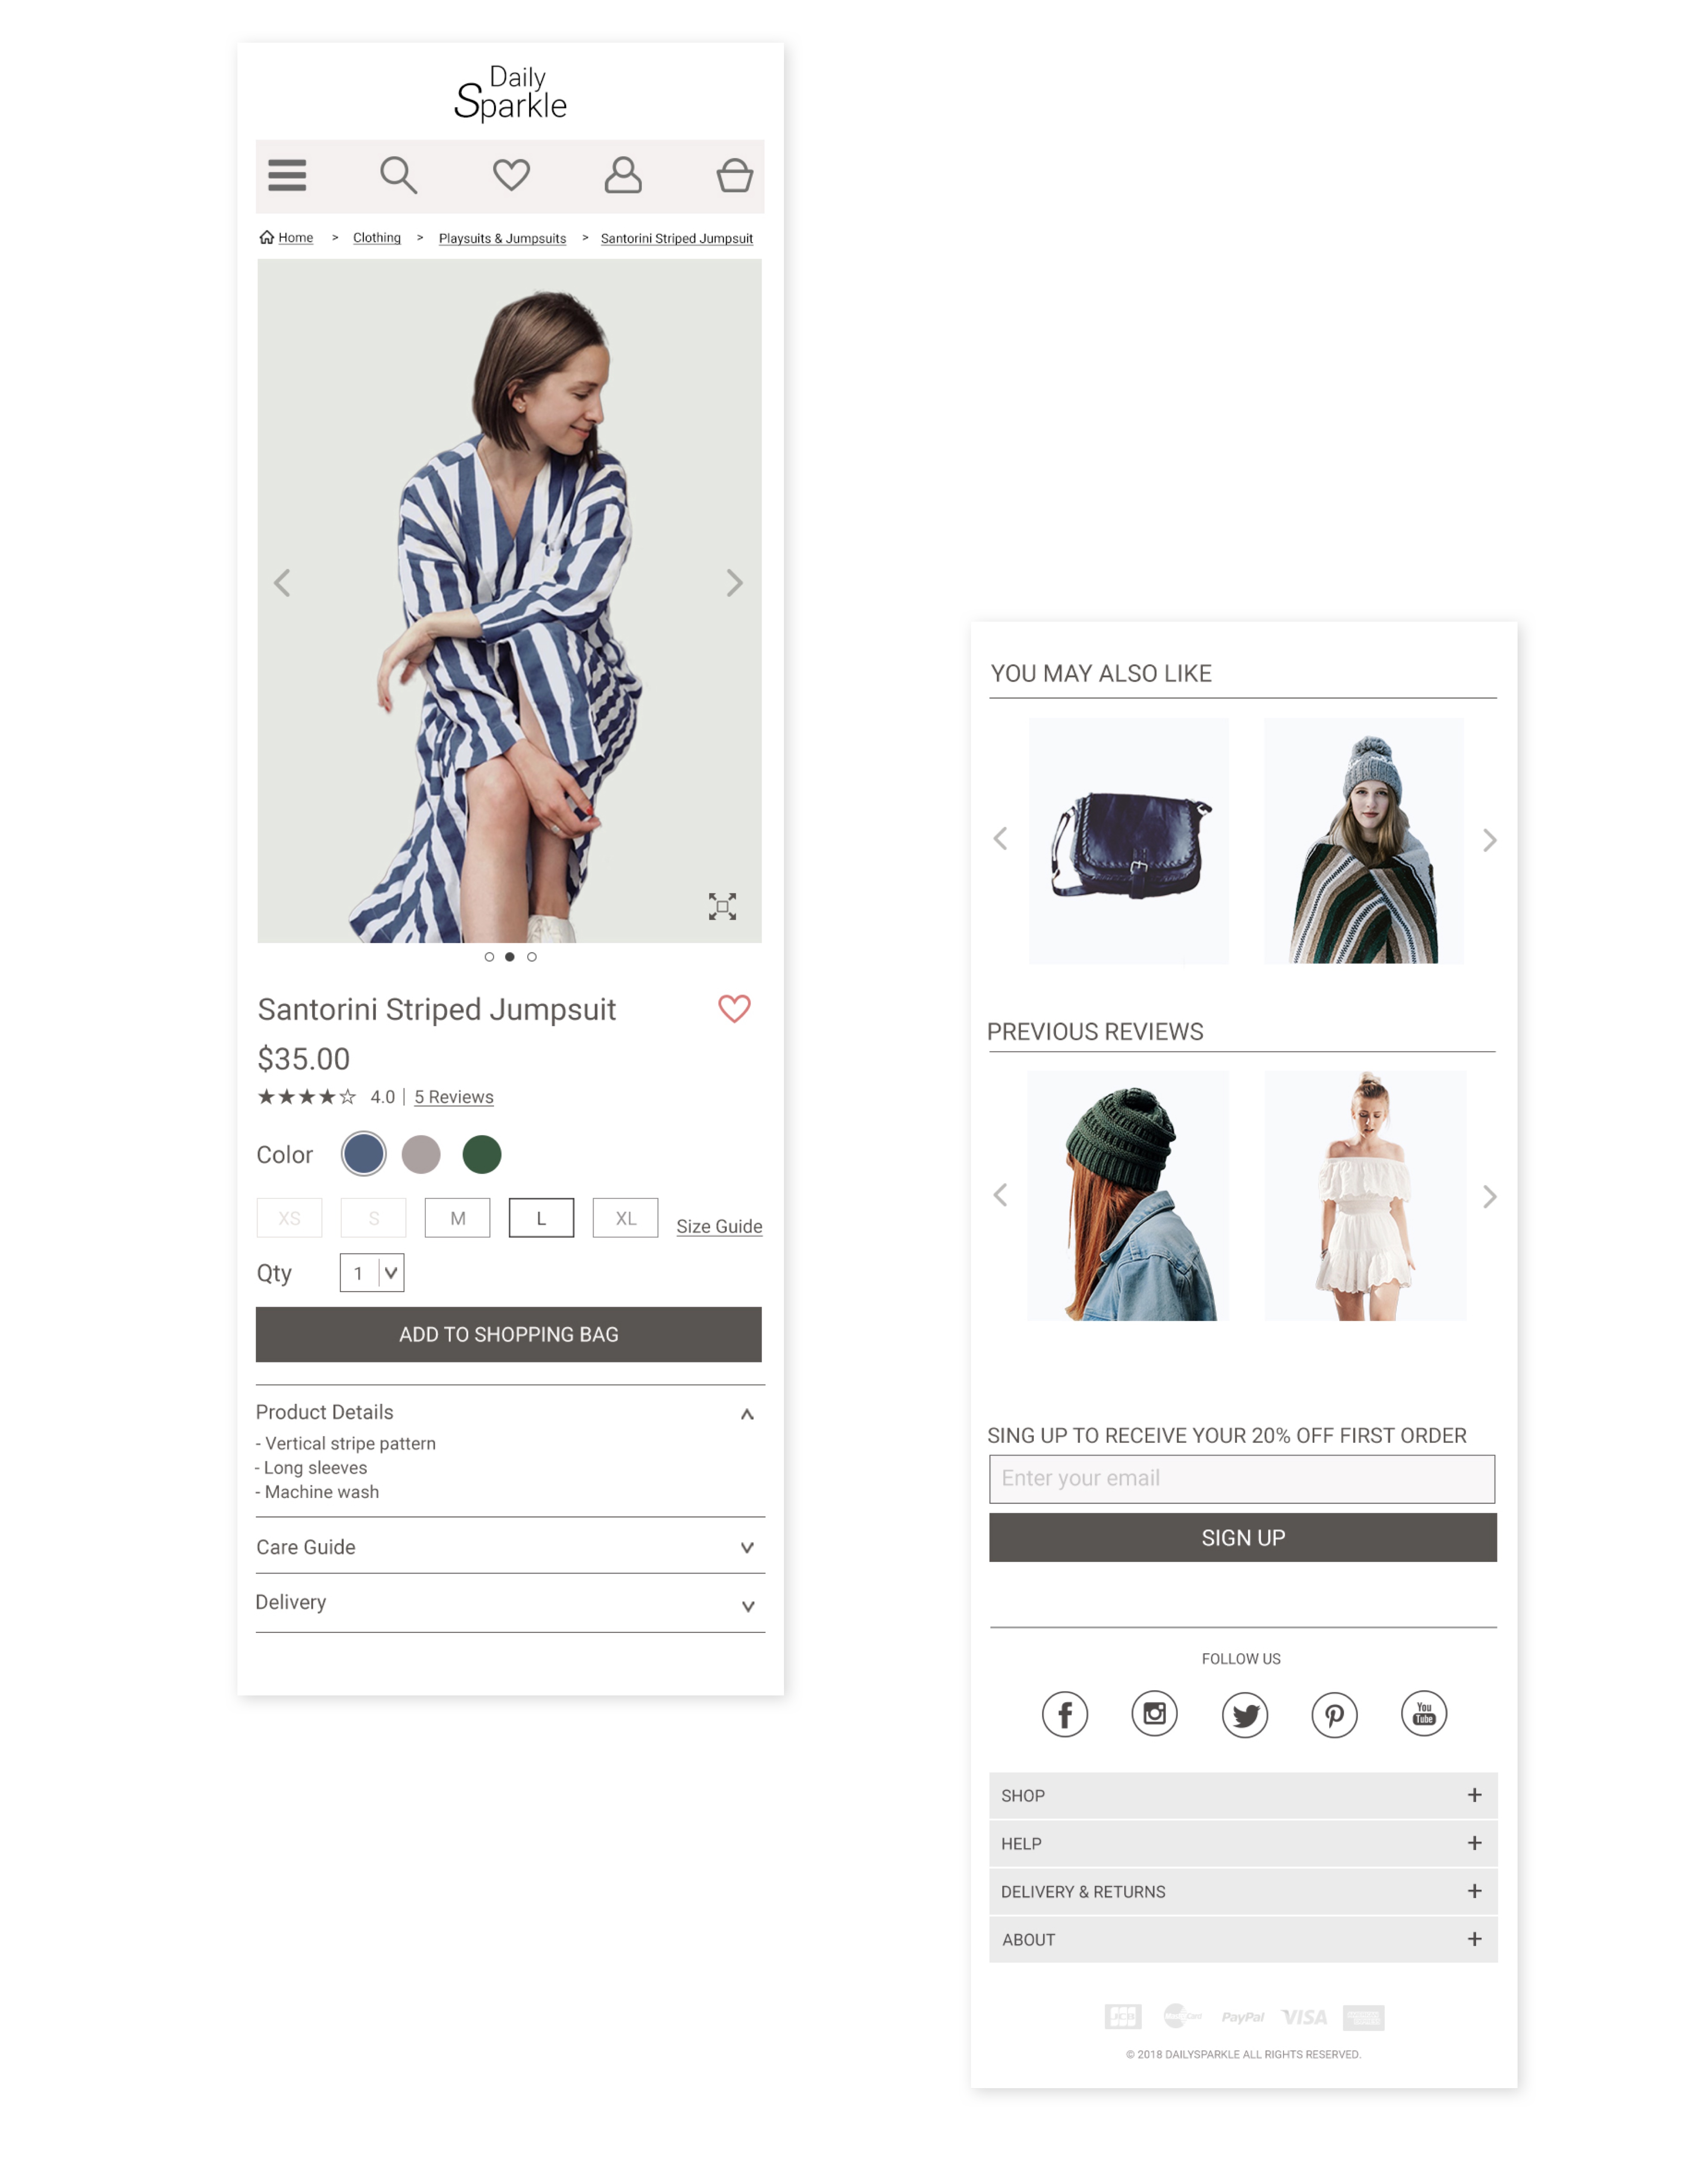 Daily
Sparkle
Home > Clothing > Playsuits & Jumpsuits > Santorini Striped Jumpsuit
Santorini Striped Jumpsuit
$35.00
4.0 | 5 Reviews
Color
XS S M L XL Size Guide
Qty 1
ADD TO SHOPPING BAG
Product Details
- Vertical stripe pattern
- Long sleeves
- Machine wash
Care Guide
Delivery
YOU MAY ALSO LIKE
PREVIOUS REVIEWS
SING UP TO RECEIVE YOUR 20% OFF FIRST ORDER
Enter your email
SIGN UP
FOLLOW US
You
Tube
SHOP +
HELP +
DELIVERY & RETURNS +
ABOUT +
JCB PayPal VISA
© 2018 DAILYSPARKLE ALL RIGHTS RESERVED.